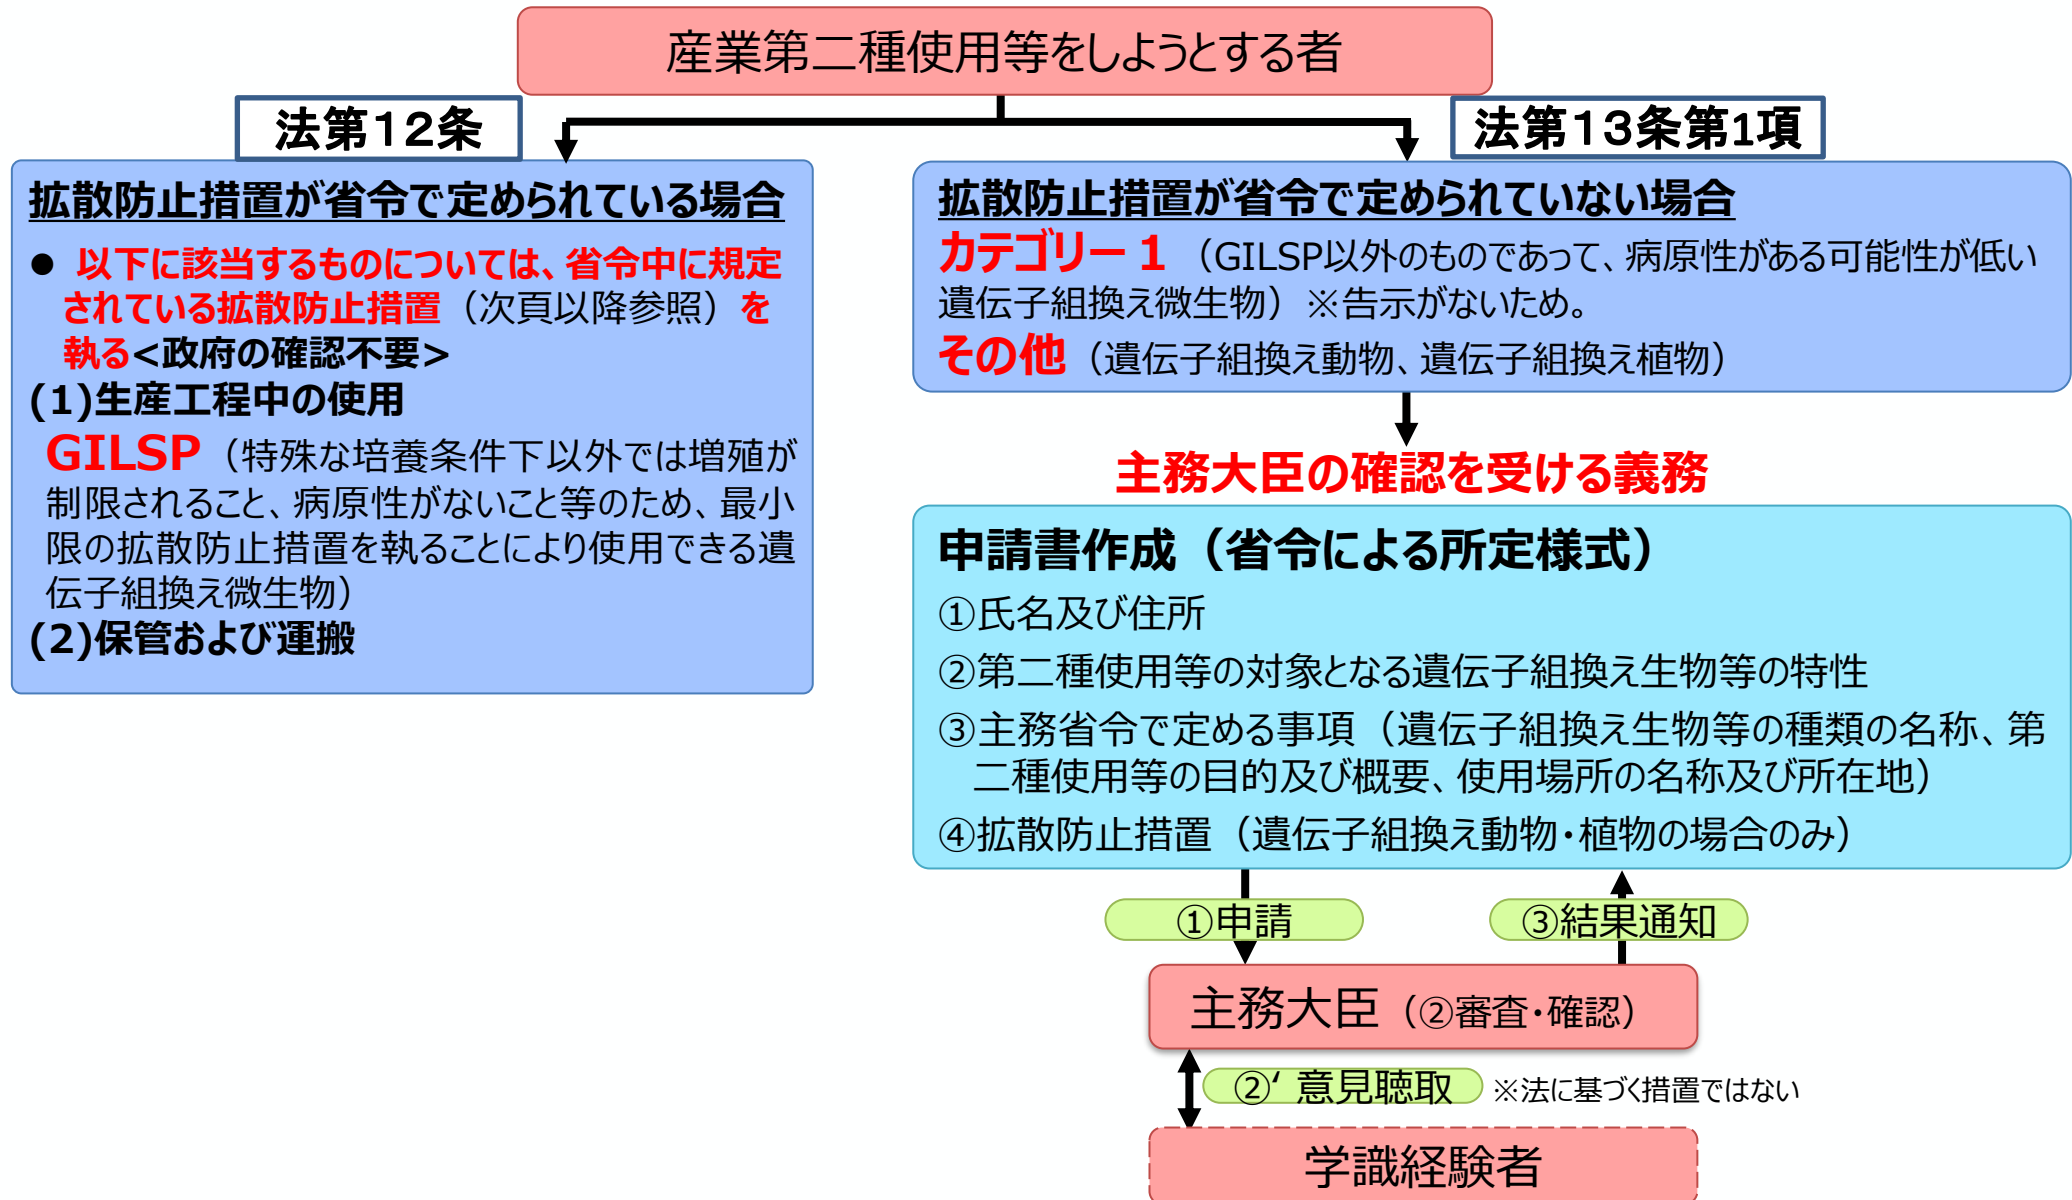 産業第二種使用等をしようとする者
法第12条
拡散防止措置が省令で定められている場合
● 以下に該当するものについては、省令中に規定
されている拡散防止措置（次頁以降参照）を
執る<政府の確認不要>
(1)生産工程中の使用
GILSP（特殊な培養条件下以外では増殖が
制限されること、病原性がないこと等のため、最小
限の拡散防止措置を執ることにより使用できる遺
伝子組換え微生物）
(2)保管および運搬
法第13条第1項
拡散防止措置が省令で定められていない場合
カテゴリー１（GILSP以外のものであって、病原性がある可能性が低い
遺伝子組換え微生物）※告示がないため。
その他（遺伝子組換え動物、遺伝子組換え植物）
主務大臣の確認を受ける義務
申請書作成（省令による所定様式）
①氏名及び住所
②第二種使用等の対象となる遺伝子組換え生物等の特性
③主務省令で定める事項（遺伝子組換え生物等の種類の名称、第
二種使用等の目的及び概要、使用場所の名称及び所在地）
④拡散防止措置（遺伝子組換え動物・植物の場合のみ）
①申請
③結果通知
主務大臣（②審査・確認）
②‘ 意見聴取 ※法に基づく措置ではない
学識経験者